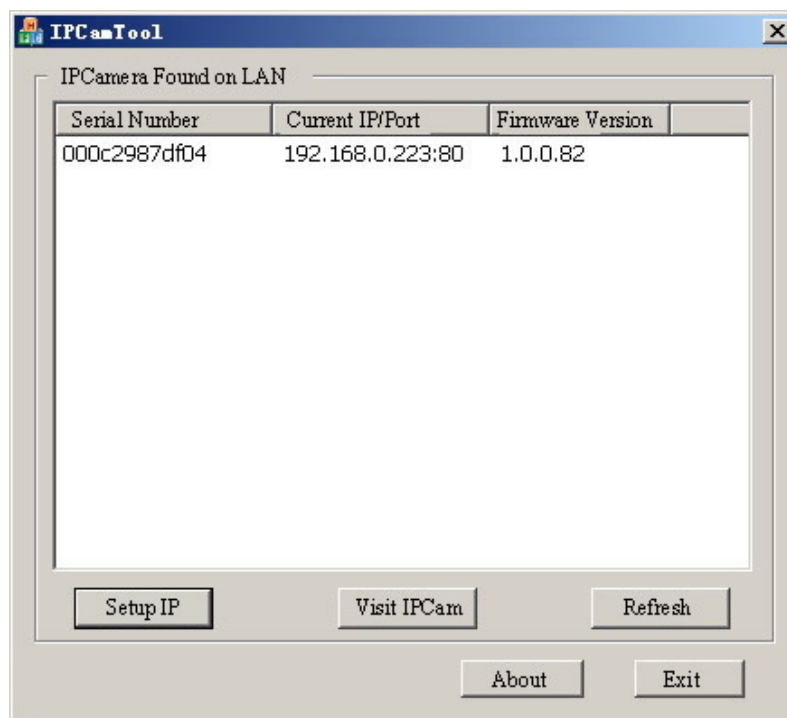 IPCamTool
IPCamera Found on LAN
Serial Number Current IP/Port Firmware Version
000c2987df04 192.168.0.223:80 1.0.0.82
Setup IP Visit IPCam Refresh
About Exit